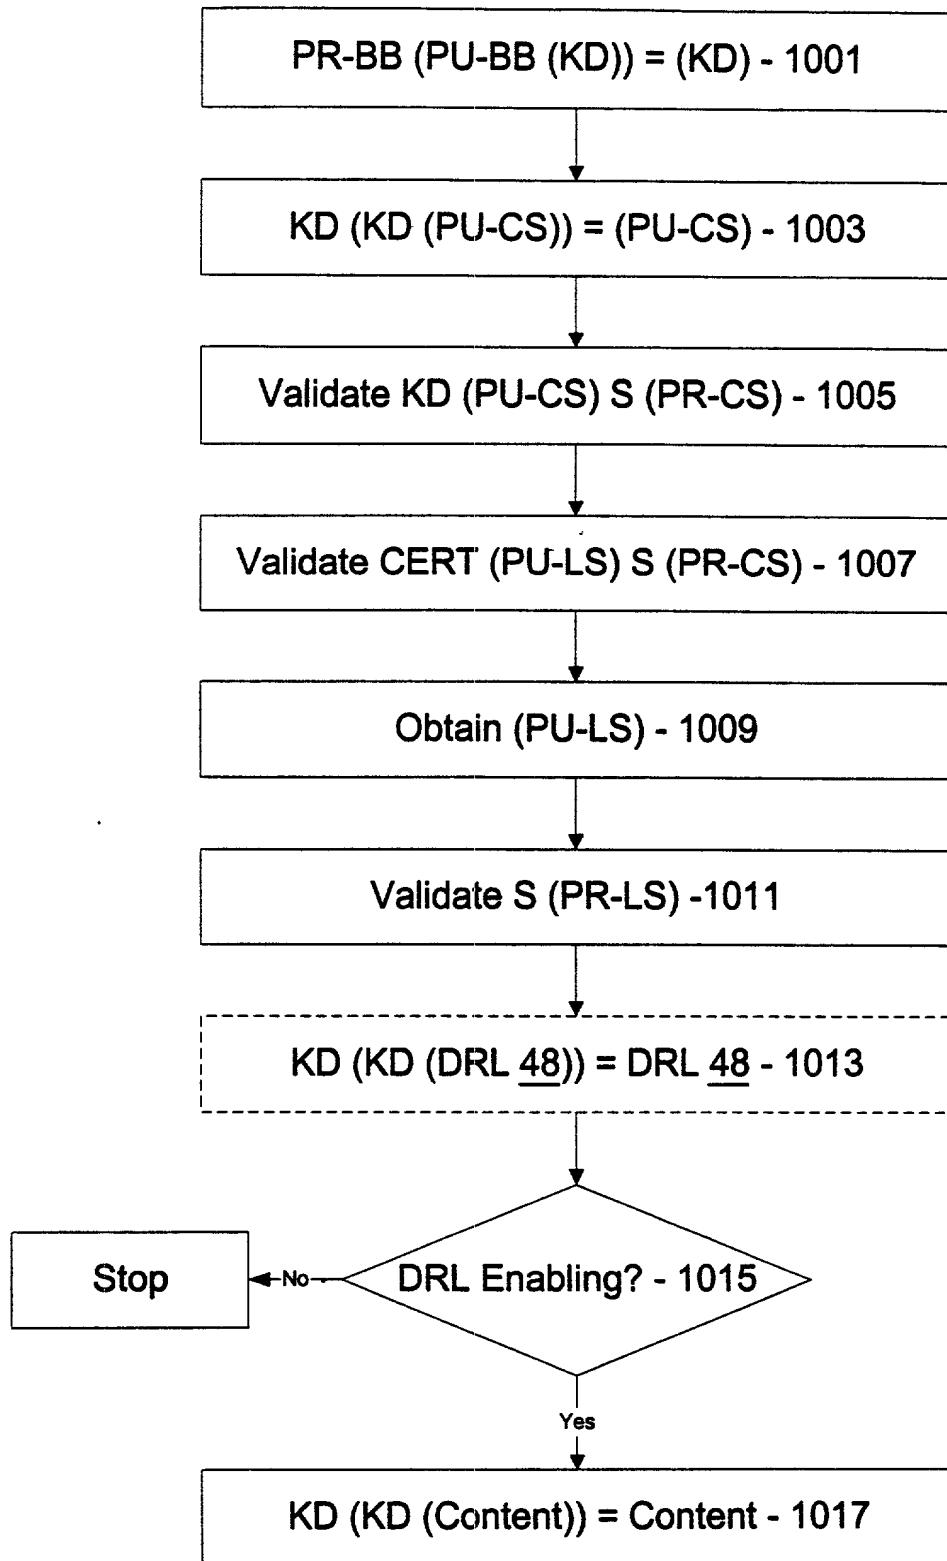 PR-BB (PU-BB (KD)) = (KD) - 1001
KD (KD (PU-CS)) = (PU-CS) - 1003
Validate KD (PU-CS) S (PR-CS) - 1005
Validate CERT (PU-LS) S (PR-CS) - 1007
Obtain (PU-LS) - 1009
Validate S (PR-LS) -1011
KD (KD (DRL 48)) = DRL 48 - 1013
DRL Enabling? - 1015
No
Stop
Yes
KD (KD (Content)) = Content - 1017